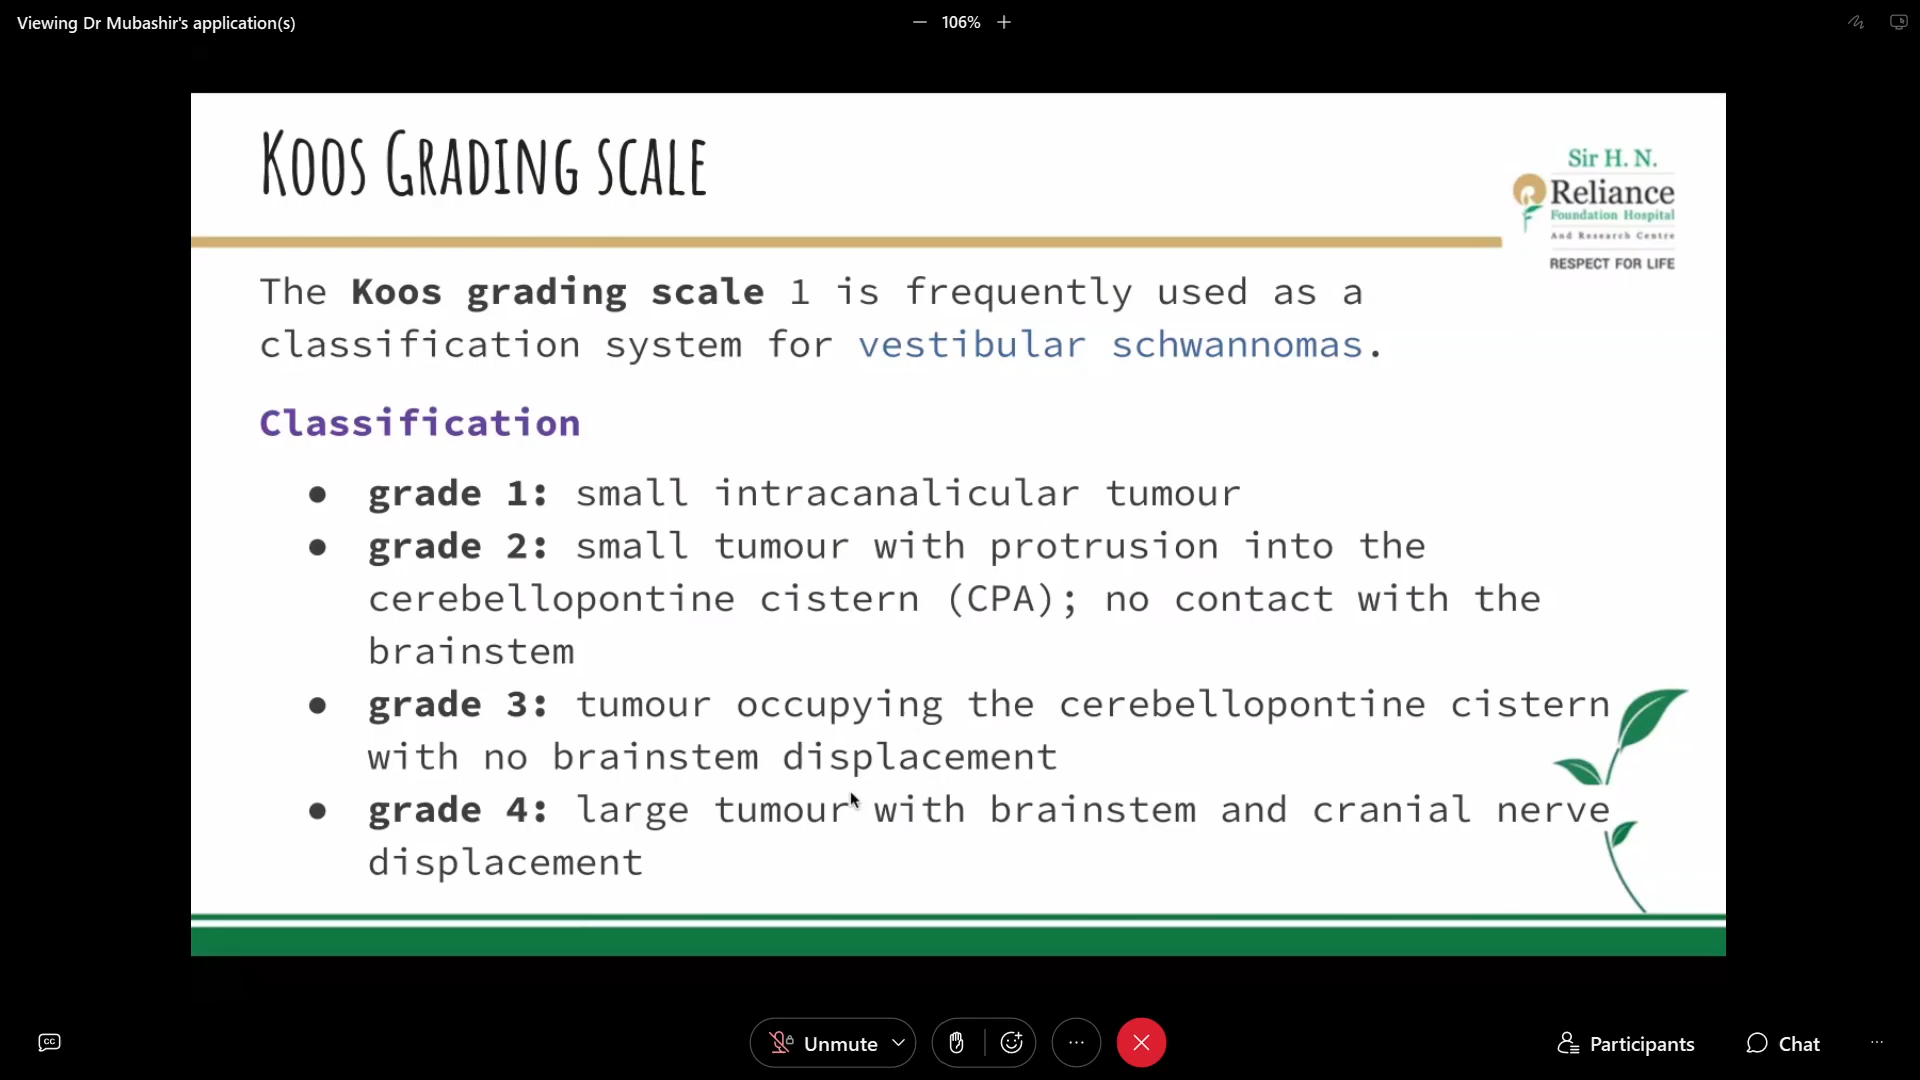 Viewing Dr Mubashir's application(s)
106%
Koos Grading scale
Sir H. N.
Reliance
Foundation Hospital
And Research Centre
RESPECT FOR LIFE
The Koos grading scale 1 is frequently used as a
classification system for vestibular schwannomas.
Classification
● grade 1: small intracanalicular tumour
● grade 2: small tumour with protrusion into the
cerebellopontine cistern (CPA); no contact with the
brainstem
● grade 3: tumour occupying the cerebellopontine cistern
with no brainstem displacement
● grade 4: large tumour with brainstem and cranial nerve
displacement
CC
Unmute
Participants
Chat